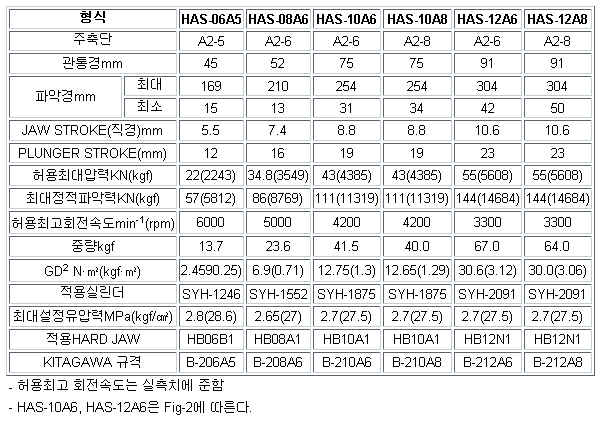 형식 HAS-06A5 HAS-08A6 HAS-10A6 HAS-10A8 HAS-12A6 HAS-12A8
주축단 A2-5 A2-6 A2-6 A2-8 A2-6 A2-8
관통경mm 45 52 75 75 91 91
파악경mm 최대 169 210 254 254 304 304
최소 15 13 31 34 42 50
JAW STROKE(직경)mm 5.5 7.4 8.8 8.8 10.6 10.6
PLUNGER STROKE(mm) 12 16 19 19 23 23
허용최대압력KN(kgf) 22(2243) 34.8(3549) 43(4385) 43(4385) 55(5608) 55(5608)
최대정적파악력KN(kgf) 57(5812) 86(8769) 111(11319) 111(11319) 144(14684) 144(14684)
허용최고회전속도min-1(rpm) 6000 5000 4200 4200 3300 3300
중량kgf 13.7 23.6 41.5 40.0 67.0 64.0
GD2 N·㎡(kgf·㎡) 2.4590.25) 6.9(0.71) 12.75(1.3) 12.65(1.29) 30.6(3.12) 30.0(3.06)
적용실린더 SYH-1246 SYH-1552 SYH-1875 SYH-1875 SYH-2091 SYH-2091
최대설정유압력MPa(kgf/㎠) 2.8(28.6) 2.65(27) 2.7(27.5) 2.7(27.5) 2.7(27.5) 2.7(27.5)
적용HARD JAW HB06B1 HB08A1 HB10A1 HB10A1 HB12N1 HB12N1
KITAGAWA 규격 B-206A5 B-208A6 B-210A6 B-210A8 B-212A6 B-212A8
- 허용최고 회전속도는 실측치에 준함
- HAS-10A6, HAS-12A6은 Fig-2에 따른다.